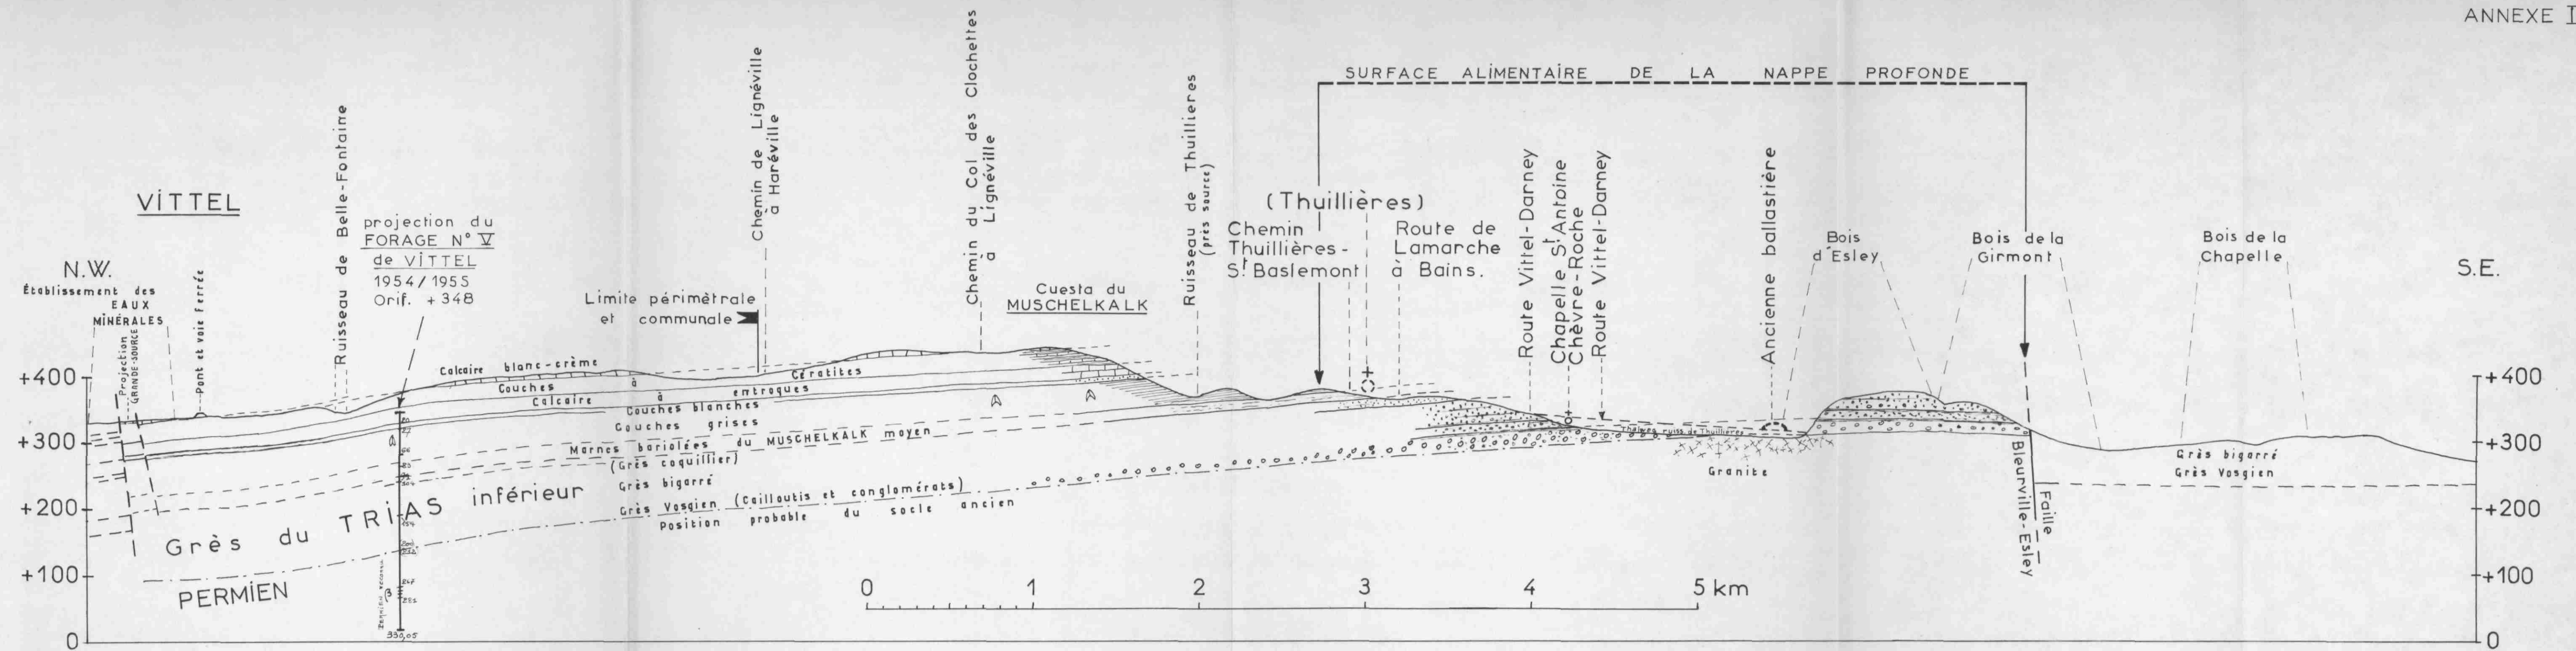 ANNEXE I
SURFACE ALIMENTAIRE DE LA NAPPE PROFONDE
VITTEL
N.W.
Établissement des
EAUX
MINÉRALES
Projection
GRANDE-SOURCE
Pont et voie Ferrée
Ruisseau de Belle-Fontaine
projection du
FORAGE N° V
de VITTEL
1954/1955
Orif. + 348
Limite périmètrale
et communale
Chemin de Lignéville
à Haréville
Chemin du Col des Clochettes
à Lignéville
Cuesta du
MUSCHELKALK
Ruisseau de Thuillieres
(près source)
(Thuillières)
Chemin
Thuillières-
St Baslemont
Route de
Lamarche
à Bains.
Route Vittel-Darney
Chapelle St Antoine
Chèvre-Roche
Route Vittel-Darney
Ancienne ballastière
Bois
d'Esley
Bois de la
Girmont
Bois de la
Chapelle
S.E.
+400
+300
+200
+100
0
Calcaire blanc-crème
Couches à Cératites
Calcaire à entroques
Couches blanches
Couches grises
Marnes bariolées du MUSCHELKALK moyen
(Grès coquillier)
Grès bigarré
Grès du TRIAS inférieur
Grès Vosgien (Cailloutis et conglomérats)
Position probable du socle ancien
PERMIEN
330,05
Thalweg ruiss. de Thuillières
Granite
Bleurville-Esley
Faille
Grès bigarré
Grès Vosgien
+400
+300
+200
+100
0
0 1 2 3 4 5 km